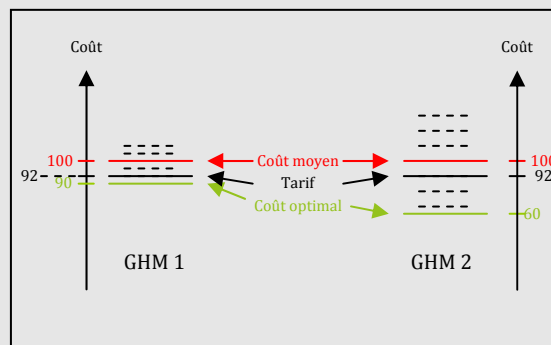 Coût Coût
100 Coût moyen 100
92 Tarif 92
90 Coût optimal 60
GHM 1 GHM 2